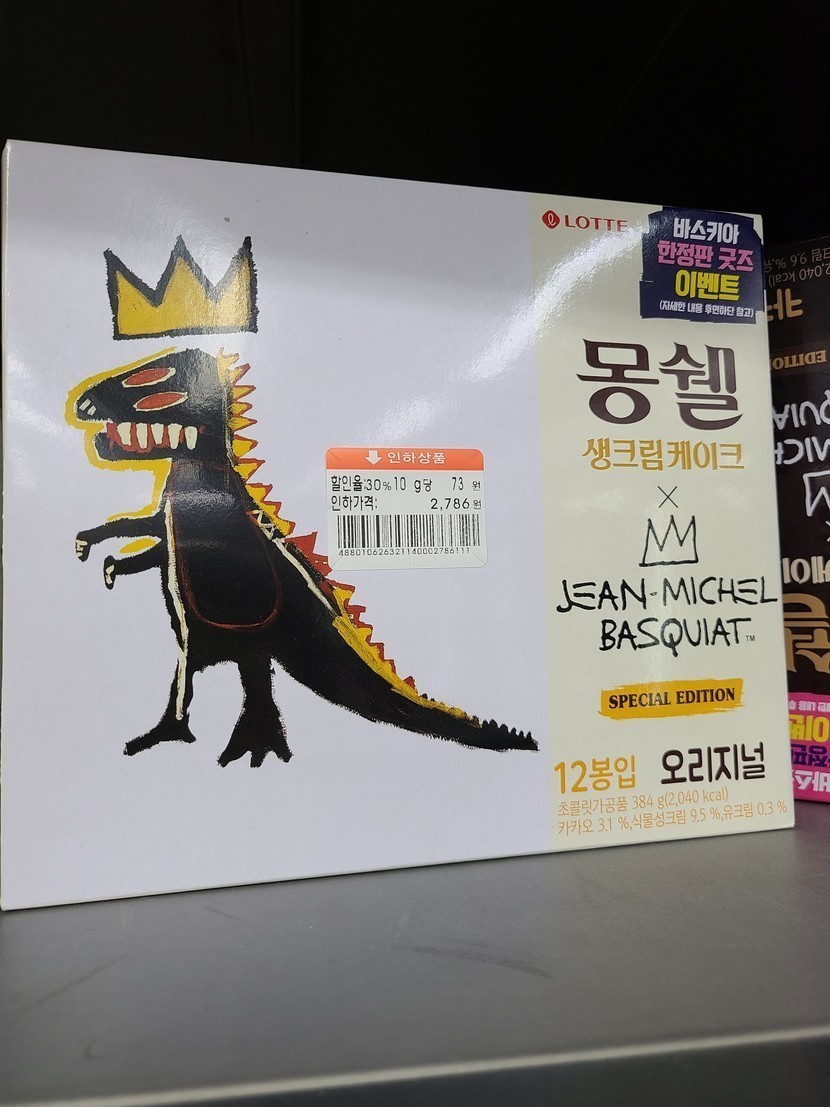 LOTTE
바스키아
한정판 굿즈
이벤트
(자세한 내용 후면하단 참고)
몽쉘
생크림케이크
×
JEAN-MICHEL
BASQUIAT™
SPECIAL EDITION
12봉입 오리지널
초콜릿가공품 384 g(2,040 kcal)
카카오 3.1 %,식물성크림 9.5 %,유크림 0.3 %
인하상품
할인율:30% 10 g당 73 원
인하가격: 2,786 원
EDITION